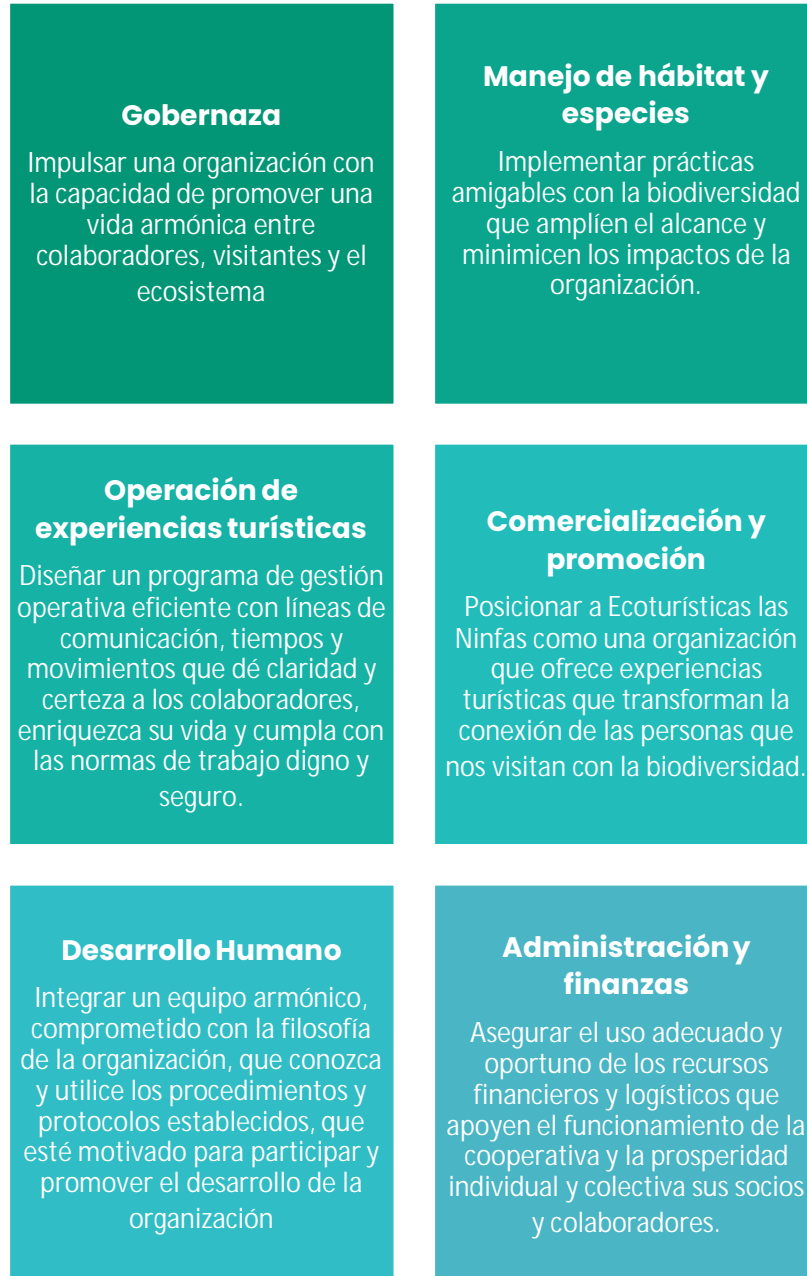 Gobernaza
Impulsar una organización con
la capacidad de promover una
vida armónica entre
colaboradores, visitantes y el
ecosistema
Manejo de hábitat y
especies
Implementar prácticas
amigables con la biodiversidad
que amplíen el alcance y
minimicen los impactos de la
organización.
Operación de
experiencias turísticas
Diseñar un programa de gestión
operativa eficiente con líneas de
comunicación, tiempos y
movimientos que dé claridad y
certeza a los colaboradores,
enriquezca su vida y cumpla con
las normas de trabajo digno y
seguro.
Comercialización y
promoción
Posicionar a Ecoturísticas las
Ninfas como una organización
que ofrece experiencias
turísticas que transforman la
conexión de las personas que
nos visitan con la biodiversidad.
Desarrollo Humano
Integrar un equipo armónico,
comprometido con la filosofía
de la organización, que conozca
y utilice los procedimientos y
protocolos establecidos, que
esté motivado para participar y
promover el desarrollo de la
organización
Administración y
finanzas
Asegurar el uso adecuado y
oportuno de los recursos
financieros y logísticos que
apoyen el funcionamiento de la
cooperativa y la prosperidad
individual y colectiva sus socios
y colaboradores.